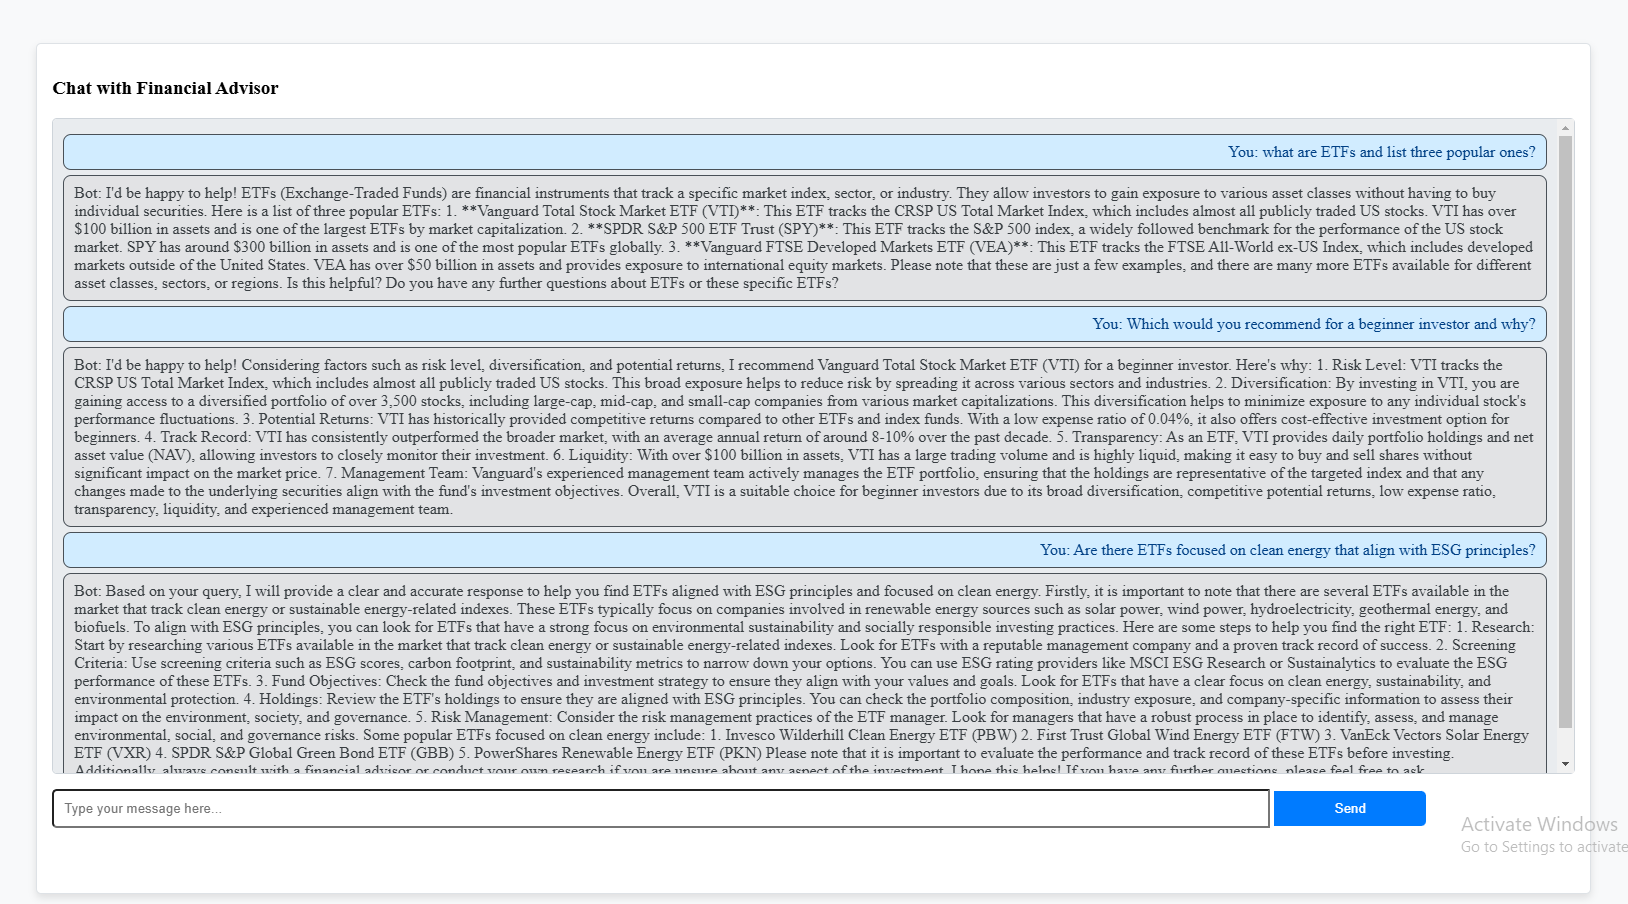 Chat with Financial Advisor
You: what are ETFs and list three popular ones?
Bot: I'd be happy to help! ETFs (Exchange-Traded Funds) are financial instruments that track a specific market index, sector, or industry. They allow investors to gain exposure to various asset classes without having to buy
individual securities. Here is a list of three popular ETFs: 1. **Vanguard Total Stock Market ETF (VTI)**: This ETF tracks the CRSP US Total Market Index, which includes almost all publicly traded US stocks. VTI has over
$100 billion in assets and is one of the largest ETFs by market capitalization. 2. **SPDR S&P 500 ETF Trust (SPY)**: This ETF tracks the S&P 500 index, a widely followed benchmark for the performance of the US stock
market. SPY has around $300 billion in assets and is one of the most popular ETFs globally. 3. **Vanguard FTSE Developed Markets ETF (VEA)**: This ETF tracks the FTSE All-World ex-US Index, which includes developed
markets outside of the United States. VEA has over $50 billion in assets and provides exposure to international equity markets. Please note that these are just a few examples, and there are many more ETFs available for different
asset classes, sectors, or regions. Is this helpful? Do you have any further questions about ETFs or these specific ETFs?
You: Which would you recommend for a beginner investor and why?
Bot: I'd be happy to help! Considering factors such as risk level, diversification, and potential returns, I recommend Vanguard Total Stock Market ETF (VTI) for a beginner investor. Here's why: 1. Risk Level: VTI tracks the
CRSP US Total Market Index, which includes almost all publicly traded US stocks. This broad exposure helps to reduce risk by spreading it across various sectors and industries. 2. Diversification: By investing in VTI, you are
gaining access to a diversified portfolio of over 3,500 stocks, including large-cap, mid-cap, and small-cap companies from various market capitalizations. This diversification helps to minimize exposure to any individual stock's
performance fluctuations. 3. Potential Returns: VTI has historically provided competitive returns compared to other ETFs and index funds. With a low expense ratio of 0.04%, it also offers cost-effective investment option for
beginners. 4. Track Record: VTI has consistently outperformed the broader market, with an average annual return of around 8-10% over the past decade. 5. Transparency: As an ETF, VTI provides daily portfolio holdings and net
asset value (NAV), allowing investors to closely monitor their investment. 6. Liquidity: With over $100 billion in assets, VTI has a large trading volume and is highly liquid, making it easy to buy and sell shares without
significant impact on the market price. 7. Management Team: Vanguard's experienced management team actively manages the ETF portfolio, ensuring that the holdings are representative of the targeted index and that any
changes made to the underlying securities align with the fund's investment objectives. Overall, VTI is a suitable choice for beginner investors due to its broad diversification, competitive potential returns, low expense ratio,
transparency, liquidity, and experienced management team.
You: Are there ETFs focused on clean energy that align with ESG principles?
Bot: Based on your query, I will provide a clear and accurate response to help you find ETFs aligned with ESG principles and focused on clean energy. Firstly, it is important to note that there are several ETFs available in the
market that track clean energy or sustainable energy-related indexes. These ETFs typically focus on companies involved in renewable energy sources such as solar power, wind power, hydroelectricity, geothermal energy, and
biofuels. To align with ESG principles, you can look for ETFs that have a strong focus on environmental sustainability and socially responsible investing practices. Here are some steps to help you find the right ETF: 1. Research:
Start by researching various ETFs available in the market that track clean energy or sustainable energy-related indexes. Look for ETFs with a reputable management company and a proven track record of success. 2. Screening
Criteria: Use screening criteria such as ESG scores, carbon footprint, and sustainability metrics to narrow down your options. You can use ESG rating providers like MSCI ESG Research or Sustainalytics to evaluate the ESG
performance of these ETFs. 3. Fund Objectives: Check the fund objectives and investment strategy to ensure they align with your values and goals. Look for ETFs that have a clear focus on clean energy, sustainability, and
environmental protection. 4. Holdings: Review the ETF's holdings to ensure they are aligned with ESG principles. You can check the portfolio composition, industry exposure, and company-specific information to assess their
impact on the environment, society, and governance. 5. Risk Management: Consider the risk management practices of the ETF manager. Look for managers that have a robust process in place to identify, assess, and manage
environmental, social, and governance risks. Some popular ETFs focused on clean energy include: 1. Invesco Wilderhill Clean Energy ETF (PBW) 2. First Trust Global Wind Energy ETF (FTW) 3. VanEck Vectors Solar Energy
ETF (VXR) 4. SPDR S&P Global Green Bond ETF (GBB) 5. PowerShares Renewable Energy ETF (PKN) Please note that it is important to evaluate the performance and track record of these ETFs before investing.
Additionally, always consult with a financial advisor or conduct your own research if you are unsure about any aspect of the investment. I hope this helps! If you have any further questions, please feel free to ask.
Type your message here...
Send
Activate Windows
Go to Settings to activate